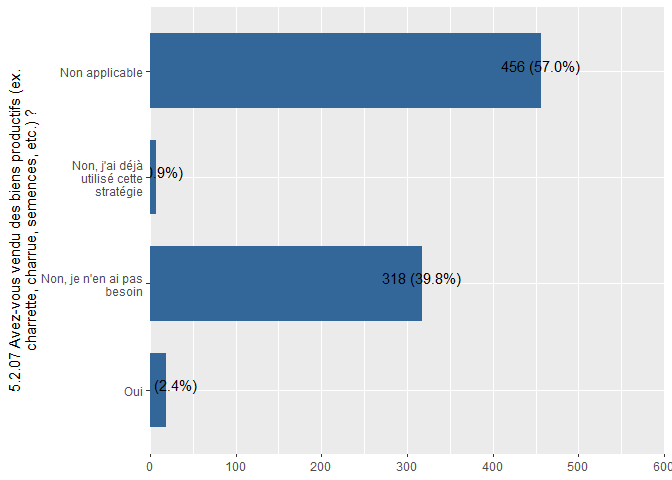 5.2.07 Avez-vous vendu des biens productifs (ex.
charrette, charrue, semences, etc.) ?
Non applicable
456 (57.0%)
Non, j'ai déjà
utilisé cette
stratégie
.9%)
Non, je n'en ai pas
besoin
318 (39.8%)
Oui
(2.4%)
0 100 200 300 400 500 600